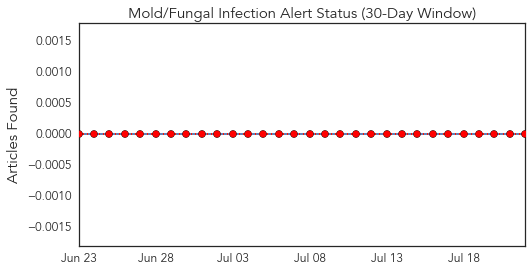 Mold/Fungal Infection Alert Status (30-Day Window)
Articles Found
0.0015
0.0010
0.0005
0.0000
−0.0005
−0.0010
−0.0015
Jun 23 Jun 28 Jul 03 Jul 08 Jul 13 Jul 18